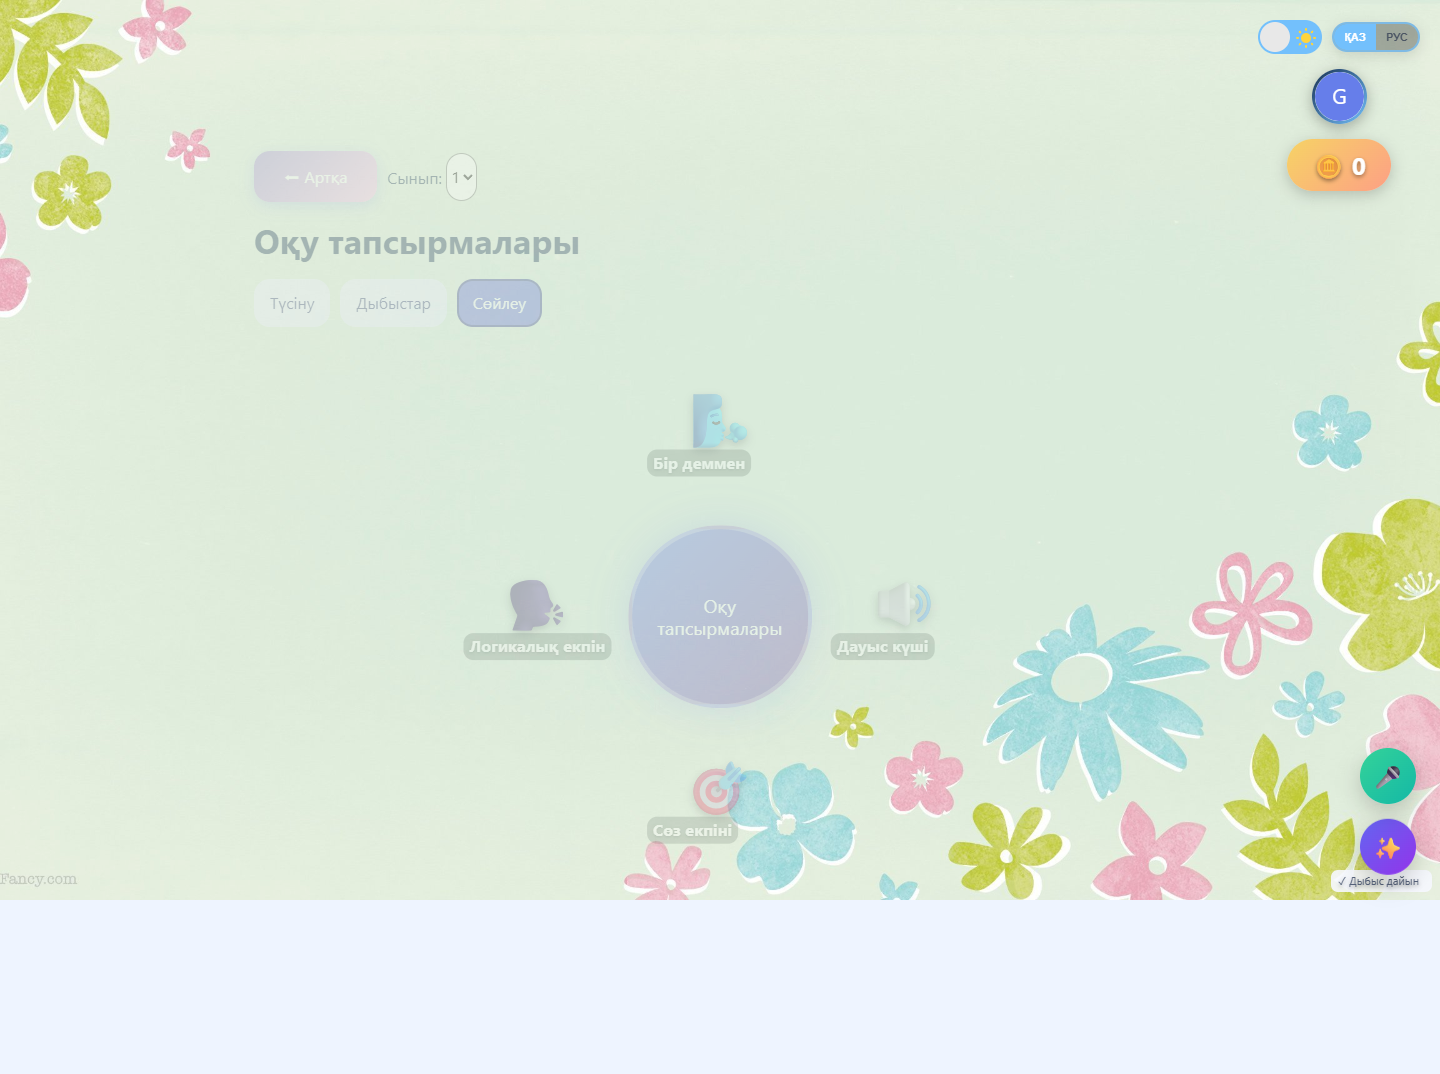 ҚАЗ РУС
G
0
⬅ Артқа Сынып: 1
Оқу тапсырмалары
Түсіну Дыбыстар Сөйлеу
Бір деммен
Оқу
тапсырмалары
Логикалық екпін
Дауыс күші
Сөз екпіні
Fancy.com
✓ Дыбыс дайын